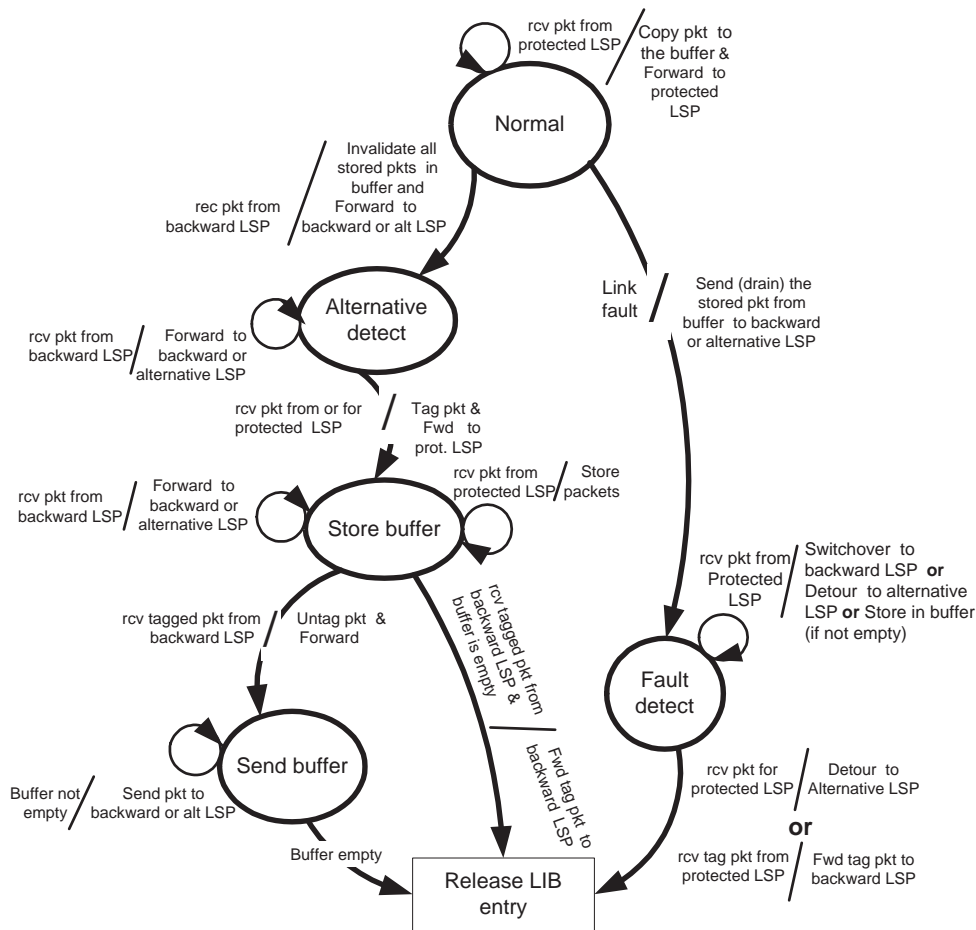 rcv pkt from
protected LSP
Copy pkt to
the buffer &
Forward to
protected
LSP
Normal
Invalidate all
stored pkts in
buffer and
Forward to
backward or alt LSP
rec pkt from
backward LSP
Link
fault
Send (drain) the
stored pkt from
buffer to backward
or alternative LSP
Alternative
detect
rcv pkt from
backward LSP
Forward to
backward or
alternative LSP
rcv pkt from or for
protected LSP
Tag pkt &
Fwd to
prot. LSP
rcv pkt from
protected LSP
Store
packets
rcv pkt from
backward LSP
Forward to
backward or
alternative LSP
Store buffer
rcv pkt from
Protected
LSP
Switchover to
backward LSP or
Detour to alternative
LSP or Store in buffer
(if not empty)
rcv tagged pkt from
backward LSP
Untag pkt &
Forward
rcv tagged pkt from
backward LSP &
buffer is empty
Fwd tag pkt to
backward LSP
Fault
detect
Send buffer
Buffer not
empty
Send pkt to
backward or alt LSP
rcv pkt for
protected LSP
Detour to
Alternative LSP
or
rcv tag pkt from
protected LSP
Fwd tag pkt to
backward LSP
Buffer empty
Release LIB
entry